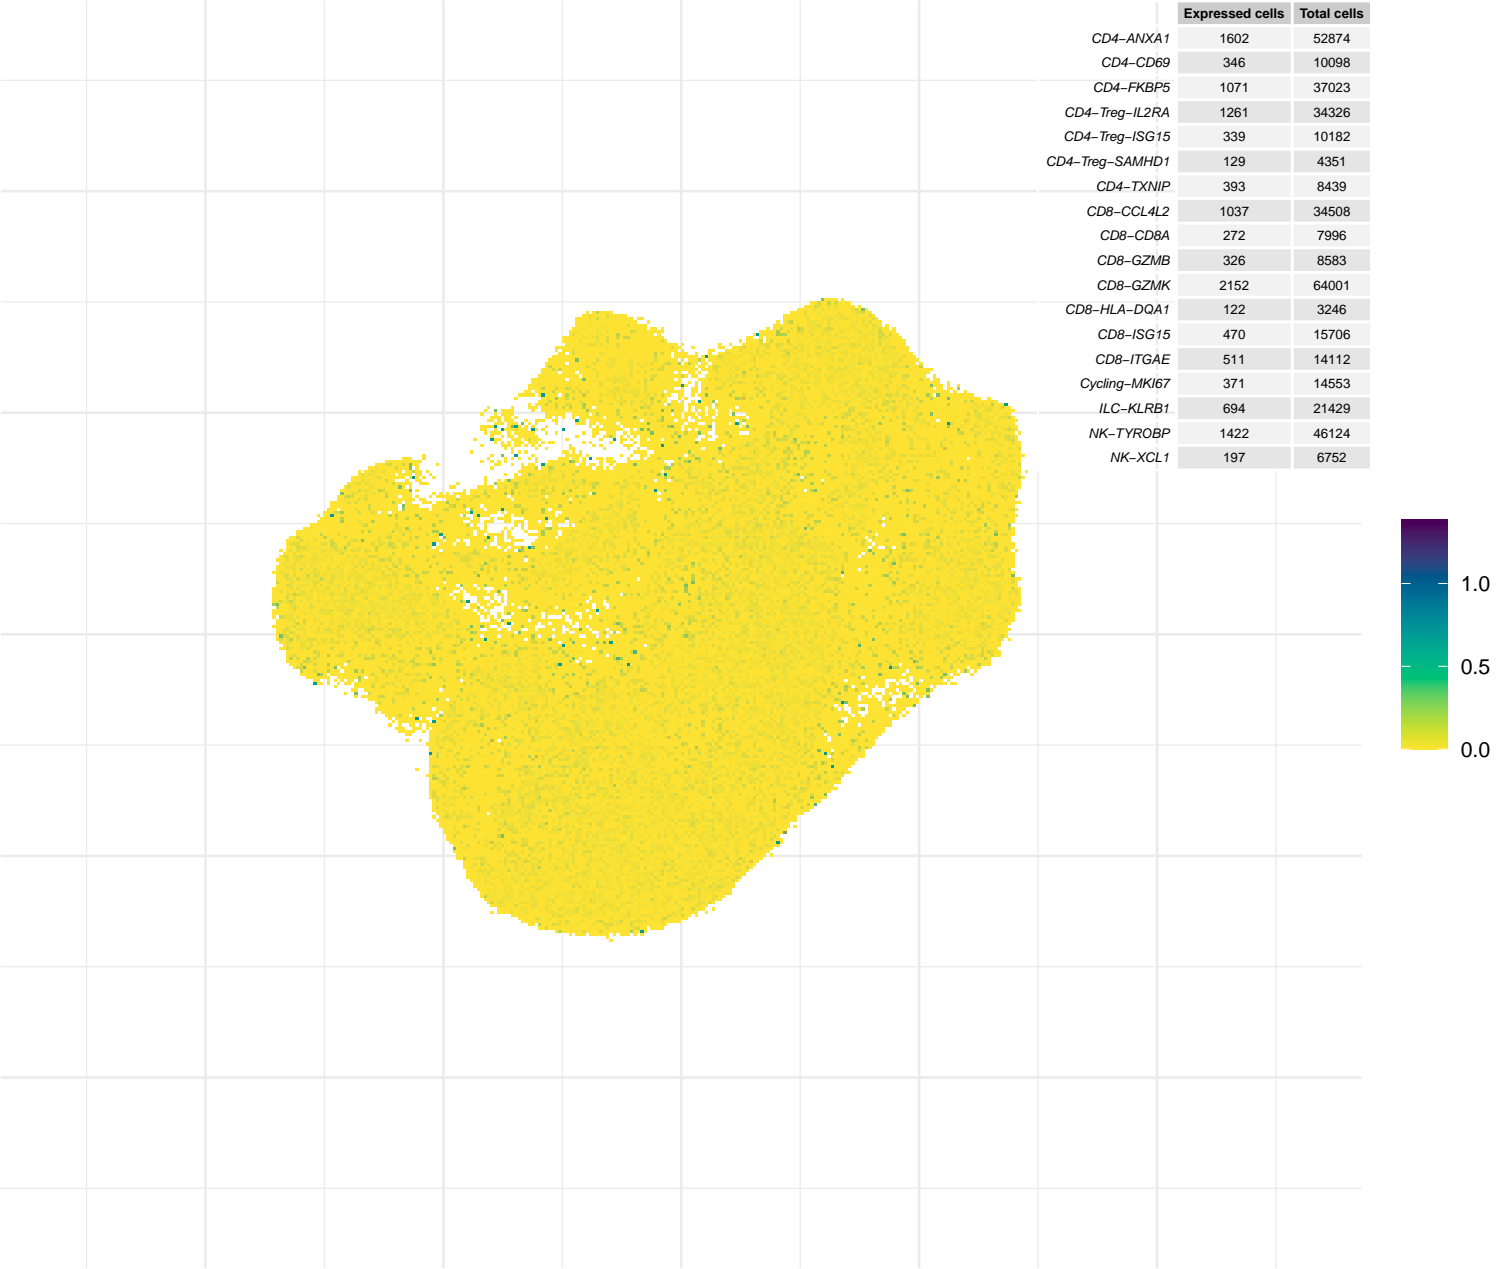 Expressed cells Total cells
CD4−ANXA1 1602 52874
CD4−CD69 346 10098
CD4−FKBP5 1071 37023
CD4−Treg−IL2RA 1261 34326
CD4−Treg−ISG15 339 10182
CD4−Treg−SAMHD1 129 4351
CD4−TXNIP 393 8439
CD8−CCL4L2 1037 34508
CD8−CD8A 272 7996
CD8−GZMB 326 8583
CD8−GZMK 2152 64001
CD8−HLA−DQA1 122 3246
CD8−ISG15 470 15706
CD8−ITGAE 511 14112
Cycling−MKI67 371 14553
ILC−KLRB1 694 21429
NK−TYROBP 1422 46124
NK−XCL1 197 6752
1.0
0.5
0.0